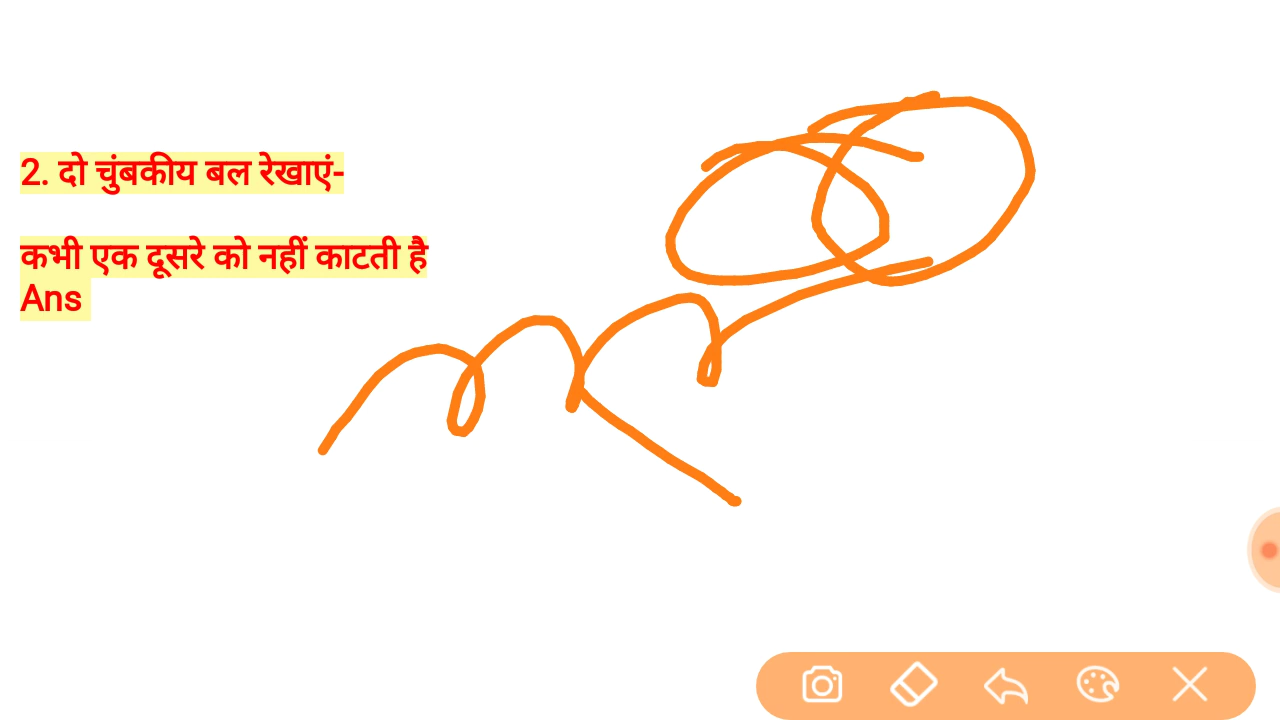 2. दो चुंबकीय बल रेखाएं-
कभी एक दूसरे को नहीं काटती है
Ans